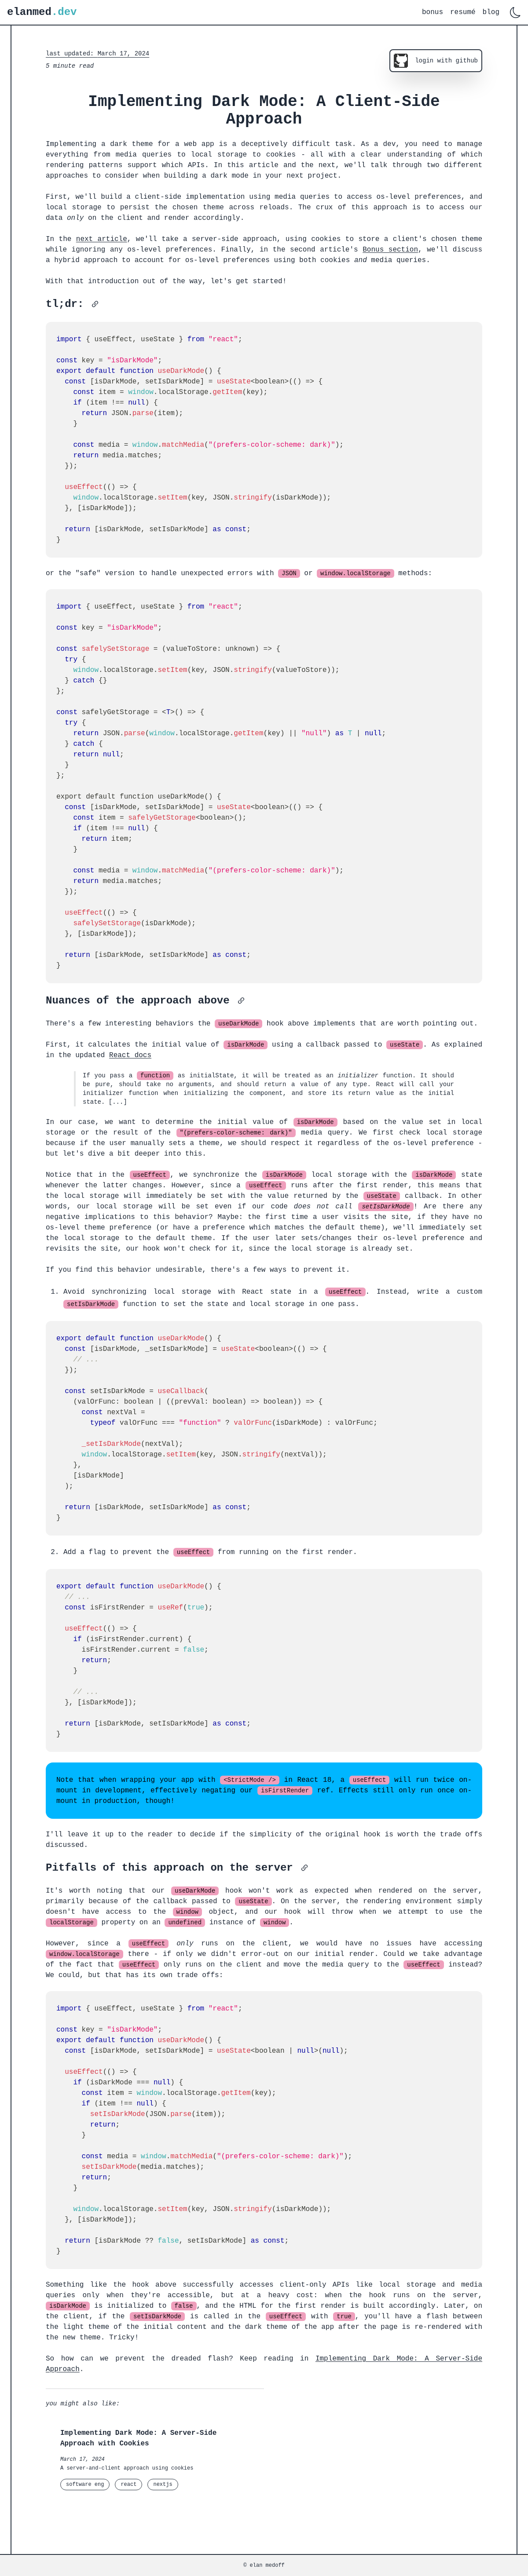 elanmed.dev
bonus resumé blog
last updated: March 17, 2024
5 minute read
login with github
Implementing Dark Mode: A Client-Side
Approach
Implementing a dark theme for a web app is a deceptively difficult task. As a dev, you need to manage
everything from media queries to local storage to cookies - all with a clear understanding of which
rendering patterns support which APIs. In this article and the next, we'll talk through two different
approaches to consider when building a dark mode in your next project.
First, we'll build a client-side implementation using media queries to access os-level preferences, and
local storage to persist the chosen theme across reloads. The crux of this approach is to access our
data only on the client and render accordingly.
In the next article, we'll take a server-side approach, using cookies to store a client's chosen theme
while ignoring any os-level preferences. Finally, in the second article's Bonus section, we'll discuss
a hybrid approach to account for os-level preferences using both cookies and media queries.
With that introduction out of the way, let's get started!
tl;dr:
import { useEffect, useState } from "react";
const key = "isDarkMode";
export default function useDarkMode() {
const [isDarkMode, setIsDarkMode] = useState<boolean>(() => {
const item = window.localStorage.getItem(key);
if (item !== null) {
return JSON.parse(item);
}
const media = window.matchMedia("(prefers-color-scheme: dark)");
return media.matches;
});
useEffect(() => {
window.localStorage.setItem(key, JSON.stringify(isDarkMode));
}, [isDarkMode]);
return [isDarkMode, setIsDarkMode] as const;
}
or the "safe" version to handle unexpected errors with JSON or window.localStorage methods:
import { useEffect, useState } from "react";
const key = "isDarkMode";
const safelySetStorage = (valueToStore: unknown) => {
try {
window.localStorage.setItem(key, JSON.stringify(valueToStore));
} catch {}
};
const safelyGetStorage = <T>() => {
try {
return JSON.parse(window.localStorage.getItem(key) || "null") as T | null;
} catch {
return null;
}
};
export default function useDarkMode() {
const [isDarkMode, setIsDarkMode] = useState<boolean>(() => {
const item = safelyGetStorage<boolean>();
if (item !== null) {
return item;
}
const media = window.matchMedia("(prefers-color-scheme: dark)");
return media.matches;
});
useEffect(() => {
safelySetStorage(isDarkMode);
}, [isDarkMode]);
return [isDarkMode, setIsDarkMode] as const;
}
Nuances of the approach above
There's a few interesting behaviors the useDarkMode hook above implements that are worth pointing out.
First, it calculates the initial value of isDarkMode using a callback passed to useState. As explained
in the updated React docs
If you pass a function as initialState, it will be treated as an initializer function. It should
be pure, should take no arguments, and should return a value of any type. React will call your
initializer function when initializing the component, and store its return value as the initial
state. [...]
In our case, we want to determine the initial value of isDarkMode based on the value set in local
storage or the result of the "(prefers-color-scheme: dark)" media query. We first check local storage
because if the user manually sets a theme, we should respect it regardless of the os-level preference -
but let's dive a bit deeper into this.
Notice that in the useEffect, we synchronize the isDarkMode local storage with the isDarkMode state
whenever the latter changes. However, since a useEffect runs after the first render, this means that
the local storage will immediately be set with the value returned by the useState callback. In other
words, our local storage will be set even if our code does not call setIsDarkMode! Are there any
negative implications to this behavior? Maybe: the first time a user visits the site, if they have no
os-level theme preference (or have a preference which matches the default theme), we'll immediately set
the local storage to the default theme. If the user later sets/changes their os-level preference and
revisits the site, our hook won't check for it, since the local storage is already set.
If you find this behavior undesirable, there's a few ways to prevent it.
1. Avoid synchronizing local storage with React state in a useEffect. Instead, write a custom
setIsDarkMode function to set the state and local storage in one pass.
export default function useDarkMode() {
const [isDarkMode, _setIsDarkMode] = useState<boolean>(() => {
// ...
});
const setIsDarkMode = useCallback(
(valOrFunc: boolean | ((prevVal: boolean) => boolean)) => {
const nextVal =
typeof valOrFunc === "function" ? valOrFunc(isDarkMode) : valOrFunc;
_setIsDarkMode(nextVal);
window.localStorage.setItem(key, JSON.stringify(nextVal));
},
[isDarkMode]
);
return [isDarkMode, setIsDarkMode] as const;
}
2. Add a flag to prevent the useEffect from running on the first render.
export default function useDarkMode() {
// ...
const isFirstRender = useRef(true);
useEffect(() => {
if (isFirstRender.current) {
isFirstRender.current = false;
return;
}
// ...
}, [isDarkMode]);
return [isDarkMode, setIsDarkMode] as const;
}
Note that when wrapping your app with <StrictMode /> in React 18, a useEffect will run twice on-
mount in development, effectively negating our isFirstRender ref. Effects still only run once on-
mount in production, though!
I'll leave it up to the reader to decide if the simplicity of the original hook is worth the trade offs
discussed.
Pitfalls of this approach on the server
It's worth noting that our useDarkMode hook won't work as expected when rendered on the server,
primarily because of the callback passed to useState. On the server, the rendering environment simply
doesn't have access to the window object, and our hook will throw when we attempt to use the
localStorage property on an undefined instance of window.
However, since a useEffect only runs on the client, we would have no issues have accessing
window.localStorage there - if only we didn't error-out on our initial render. Could we take advantage
of the fact that useEffect only runs on the client and move the media query to the useEffect instead?
We could, but that has its own trade offs:
import { useEffect, useState } from "react";
const key = "isDarkMode";
export default function useDarkMode() {
const [isDarkMode, setIsDarkMode] = useState<boolean | null>(null);
useEffect(() => {
if (isDarkMode === null) {
const item = window.localStorage.getItem(key);
if (item !== null) {
setIsDarkMode(JSON.parse(item));
return;
}
const media = window.matchMedia("(prefers-color-scheme: dark)");
setIsDarkMode(media.matches);
return;
}
window.localStorage.setItem(key, JSON.stringify(isDarkMode));
}, [isDarkMode]);
return [isDarkMode ?? false, setIsDarkMode] as const;
}
Something like the hook above successfully accesses client-only APIs like local storage and media
queries only when they're accessible, but at a heavy cost: when the hook runs on the server,
isDarkMode is initialized to false, and the HTML for the first render is built accordingly. Later, on
the client, if the setIsDarkMode is called in the useEffect with true, you'll have a flash between
the light theme of the initial content and the dark theme of the app after the page is re-rendered with
the new theme. Tricky!
So how can we prevent the dreaded flash? Keep reading in Implementing Dark Mode: A Server-Side
Approach.
you might also like:
Implementing Dark Mode: A Server-Side
Approach with Cookies
March 17, 2024
A server-and-client approach using cookies
software eng react nextjs
© elan medoff